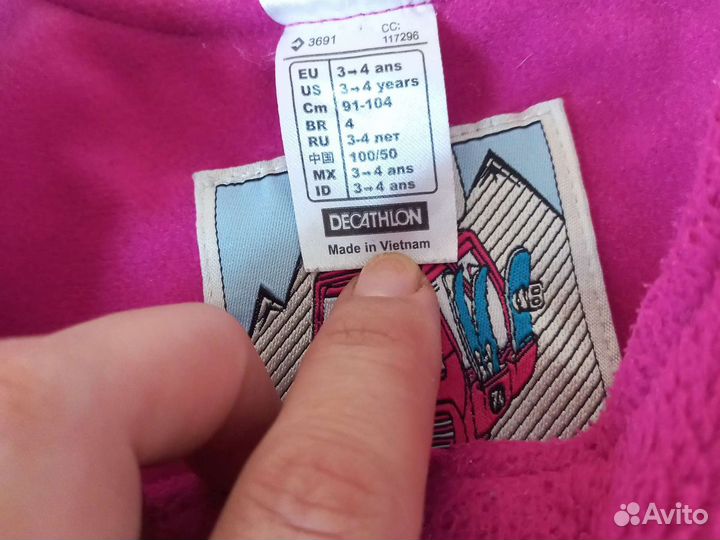 3691 CC: 117296
EU 3→4 ans
US 3→4 years
Cm 91-104
BR 4
RU 3-4 лет
中国 100/50
MX 3→4 ans
ID 3→4 ans
DECATHLON
Made in Vietnam
Avito